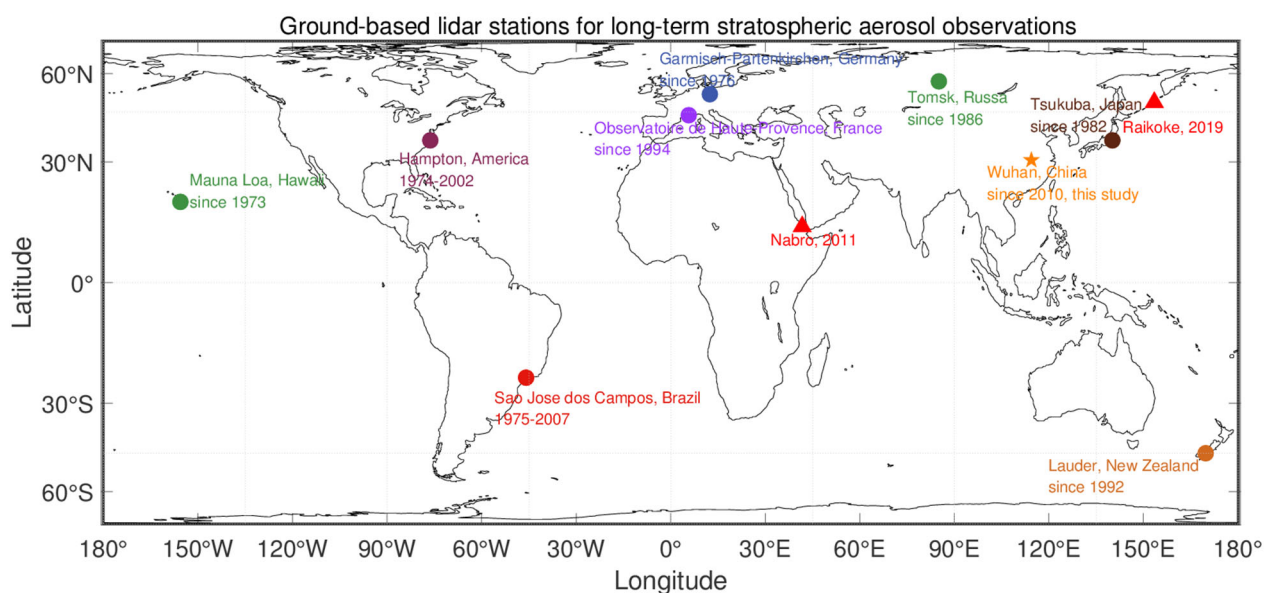 Ground-based lidar stations for long-term stratospheric aerosol observations
60°N
30°N
0°
30°S
60°S
Latitude
Garmisch-Partenkirchen, Germany
since 1976
Observatoire de Haute-Provence, France
since 1994
Tomsk, Russa
since 1986
Tsukuba, Japan
since 1982
Raikoke, 2019
Hampton, America
1974-2002
Mauna Loa, Hawaii
since 1973
Wuhan, China
since 2010, this study
Nabro, 2011
Sao Jose dos Campos, Brazil
1975-2007
Lauder, New Zealand
since 1992
180°
150°W
120°W
90°W
60°W
30°W
0°
30°E
60°E
90°E
120°E
150°E
180°
Longitude